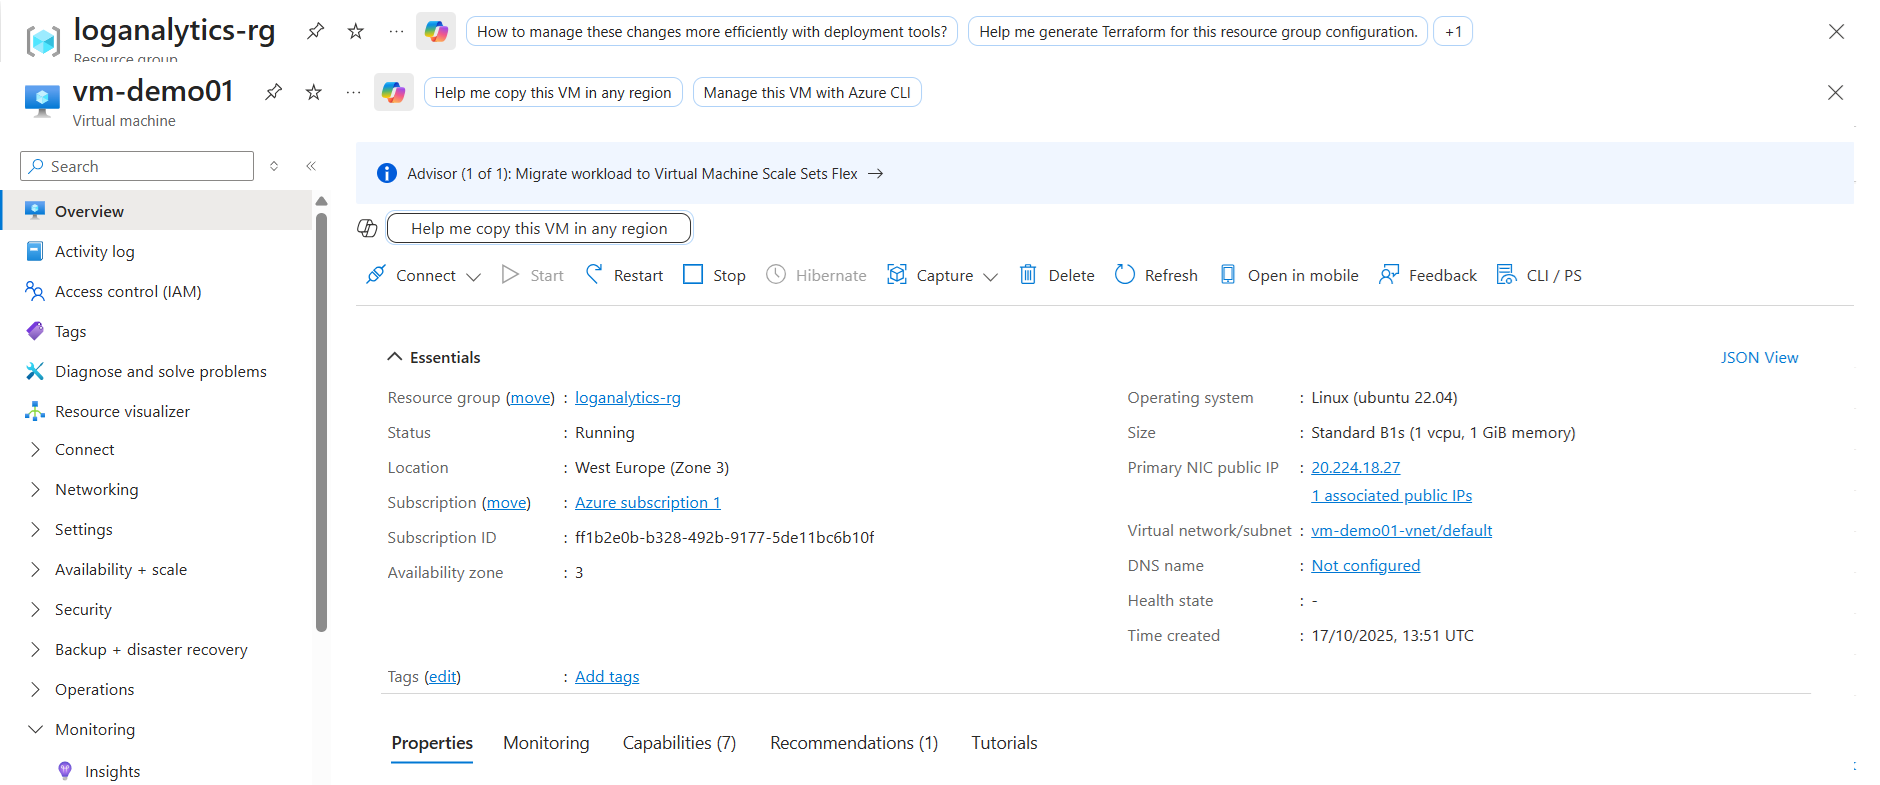 loganalytics-rg ... How to manage these changes more efficiently with deployment tools? Help me generate Terraform for this resource group configuration. +1
Resource group
vm-demo01 ... Help me copy this VM in any region Manage this VM with Azure CLI
Virtual machine
Search
Overview
Activity log
Access control (IAM)
Tags
Diagnose and solve problems
Resource visualizer
Connect
Networking
Settings
Availability + scale
Security
Backup + disaster recovery
Operations
Monitoring
Insights
Advisor (1 of 1): Migrate workload to Virtual Machine Scale Sets Flex →
Help me copy this VM in any region
Connect Start Restart Stop Hibernate Capture Delete Refresh Open in mobile Feedback CLI / PS
Essentials JSON View
Resource group (move) : loganalytics-rg
Status : Running
Location : West Europe (Zone 3)
Subscription (move) : Azure subscription 1
Subscription ID : ff1b2e0b-b328-492b-9177-5de11bc6b10f
Availability zone : 3
Operating system : Linux (ubuntu 22.04)
Size : Standard B1s (1 vcpu, 1 GiB memory)
Primary NIC public IP : 20.224.18.27
1 associated public IPs
Virtual network/subnet : vm-demo01-vnet/default
DNS name : Not configured
Health state : -
Time created : 17/10/2025, 13:51 UTC
Tags (edit) : Add tags
Properties Monitoring Capabilities (7) Recommendations (1) Tutorials